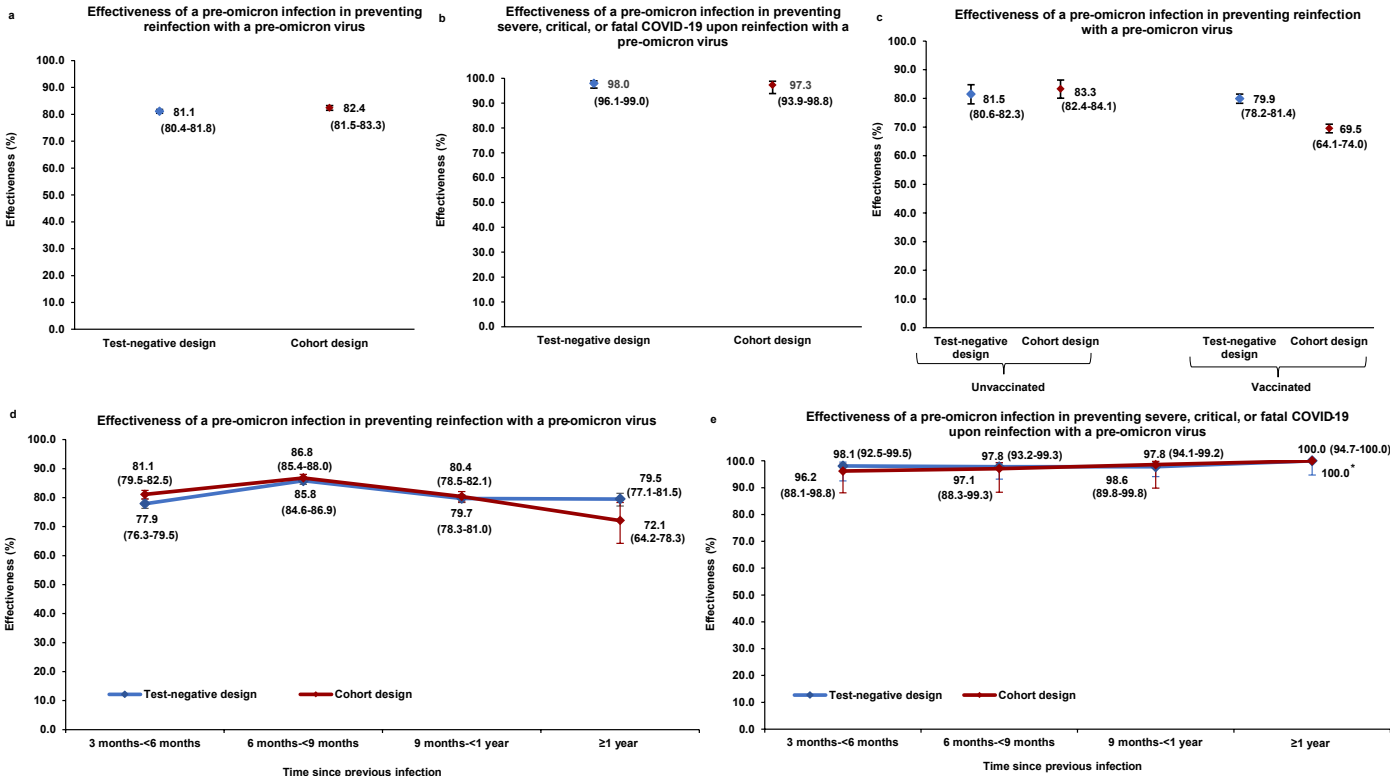 a
Effectiveness of a pre-omicron infection in preventing
reinfection with a pre-omicron virus
Effectiveness (%)
100.0
90.0
80.0
70.0
60.0
50.0
40.0
30.0
20.0
10.0
0.0
81.1
(80.4-81.8)
82.4
(81.5-83.3)
Test-negative design
Cohort design
b
Effectiveness of a pre-omicron infection in preventing
severe, critical, or fatal COVID-19 upon reinfection with a
pre-omicron virus
Effectiveness (%)
100.0
90.0
80.0
70.0
60.0
50.0
40.0
30.0
20.0
10.0
0.0
98.0
(96.1-99.0)
97.3
(93.9-98.8)
Test-negative design
Cohort design
c
Effectiveness of a pre-omicron infection in preventing reinfection
with a pre-omicron virus
Effectiveness (%)
100.0
90.0
80.0
70.0
60.0
50.0
40.0
30.0
20.0
10.0
0.0
81.5
(80.6-82.3)
83.3
(82.4-84.1)
79.9
(78.2-81.4)
69.5
(64.1-74.0)
Test-negative
design
Cohort design
Test-negative
design
Cohort design
Unvaccinated
Vaccinated
d
Effectiveness of a pre-omicron infection in preventing reinfection with a pre-omicron virus
Effectiveness (%)
100.0
90.0
80.0
70.0
60.0
50.0
40.0
30.0
20.0
10.0
0.0
81.1
(79.5-82.5)
77.9
(76.3-79.5)
86.8
(85.4-88.0)
85.8
(84.6-86.9)
80.4
(78.5-82.1)
79.7
(78.3-81.0)
79.5
(77.1-81.5)
72.1
(64.2-78.3)
Test-negative design
Cohort design
3 months-<6 months
6 months-<9 months
9 months-<1 year
≥1 year
Time since previous infection
e
Effectiveness of a pre-omicron infection in preventing severe, critical, or fatal COVID-19
upon reinfection with a pre-omicron virus
Effectiveness (%)
100.0
90.0
80.0
70.0
60.0
50.0
40.0
30.0
20.0
10.0
0.0
98.1 (92.5-99.5)
96.2
(88.1-98.8)
97.8 (93.2-99.3)
97.1
(88.3-99.3)
97.8 (94.1-99.2)
98.6
(89.8-99.8)
100.0 (94.7-100.0)
100.0*
Test-negative design
Cohort design
3 months-<6 months
6 months-<9 months
9 months-<1 year
≥1 year
Time since previous infection